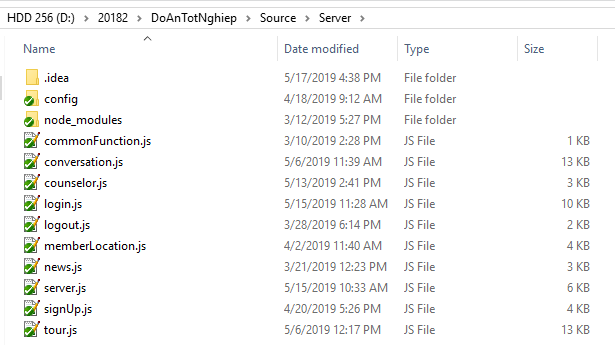 HDD 256 (D:) > 20182 > DoAnTotNghiep > Source > Server >
Name Date modified Type Size
.idea 5/17/2019 4:38 PM File folder
config 4/18/2019 9:12 AM File folder
node_modules 3/12/2019 5:27 PM File folder
commonFunction.js 3/10/2019 2:28 PM JS File 1 KB
conversation.js 5/6/2019 11:39 AM JS File 13 KB
counselor.js 5/13/2019 2:41 PM JS File 3 KB
login.js 5/15/2019 11:28 AM JS File 10 KB
logout.js 3/28/2019 6:14 PM JS File 2 KB
memberLocation.js 4/2/2019 11:40 AM JS File 4 KB
news.js 3/21/2019 12:23 PM JS File 3 KB
server.js 5/15/2019 10:33 AM JS File 6 KB
signUp.js 4/20/2019 5:26 PM JS File 4 KB
tour.js 5/6/2019 12:17 PM JS File 13 KB